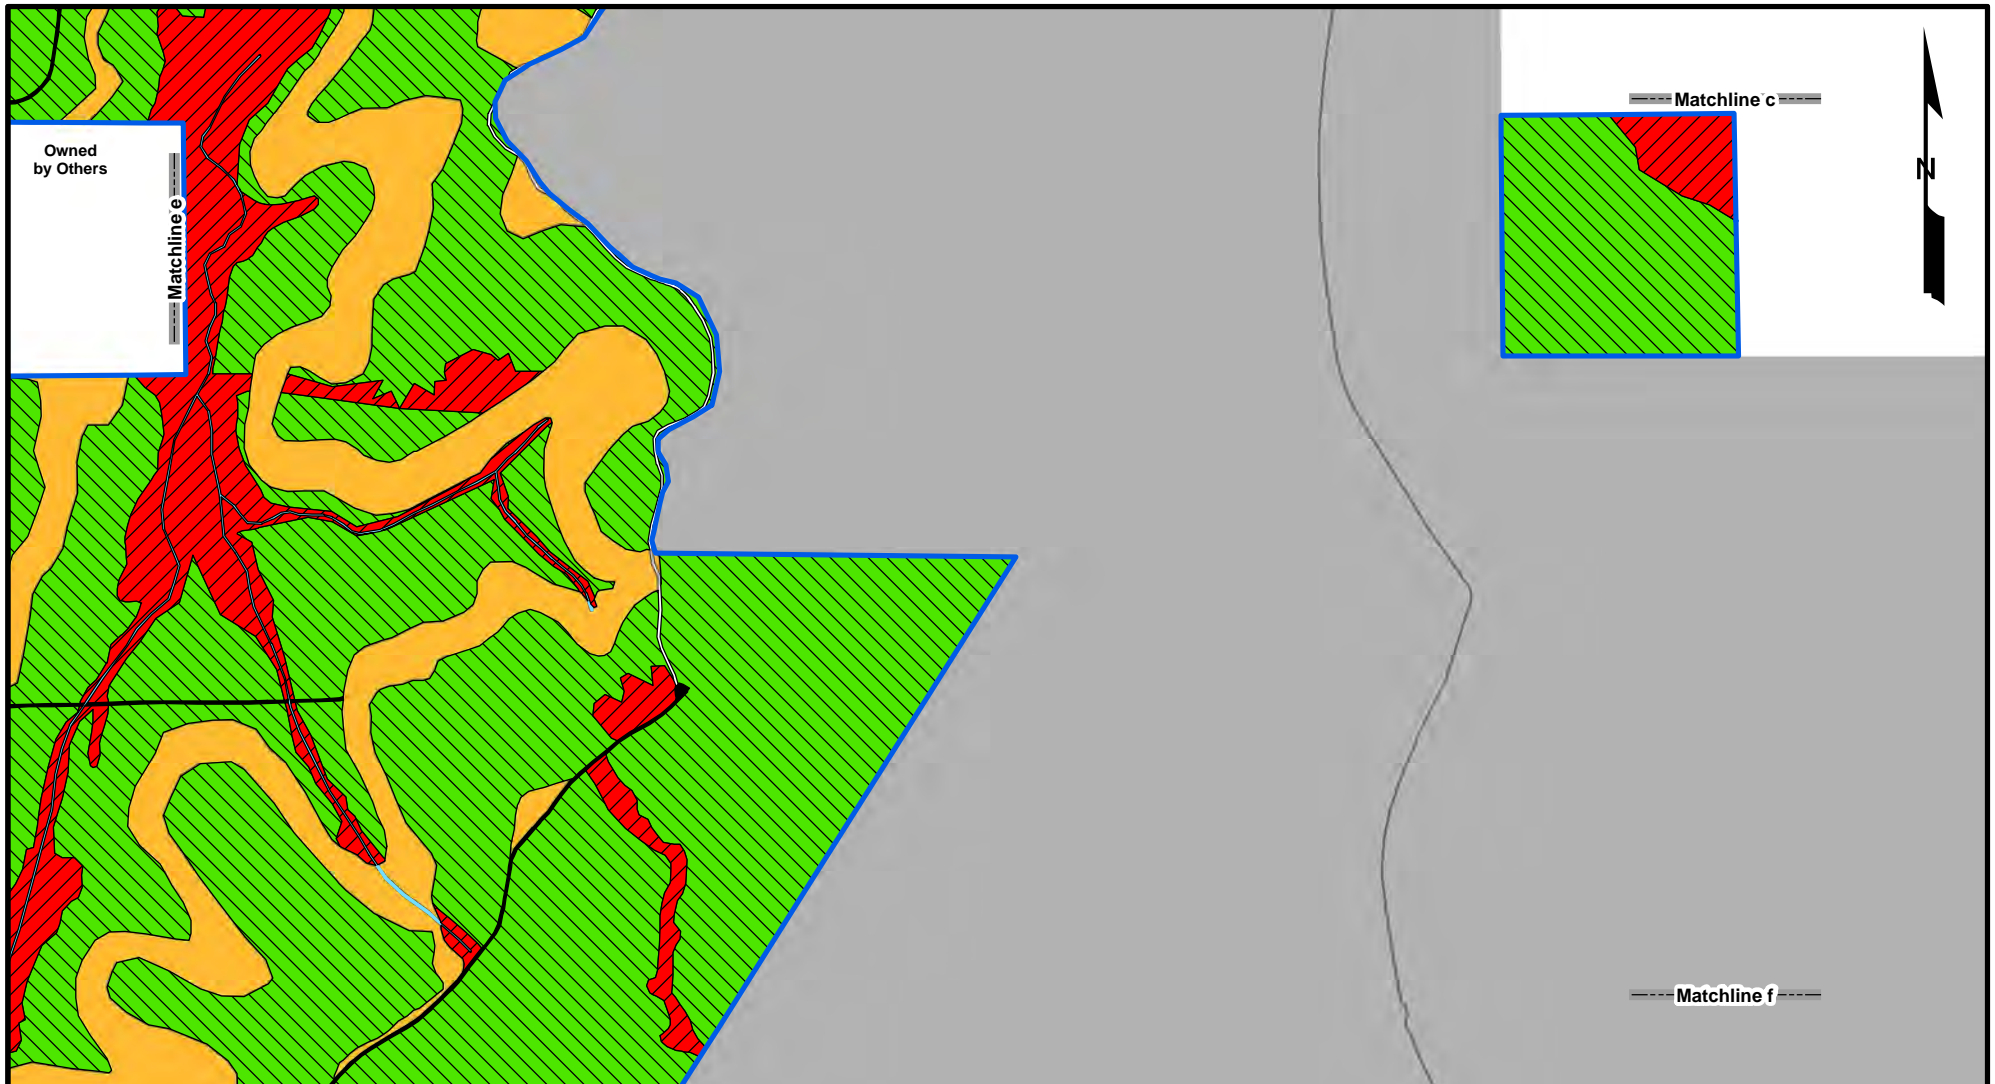 Matchline c
Owned
by Others
N
Matchline e
Matchline f